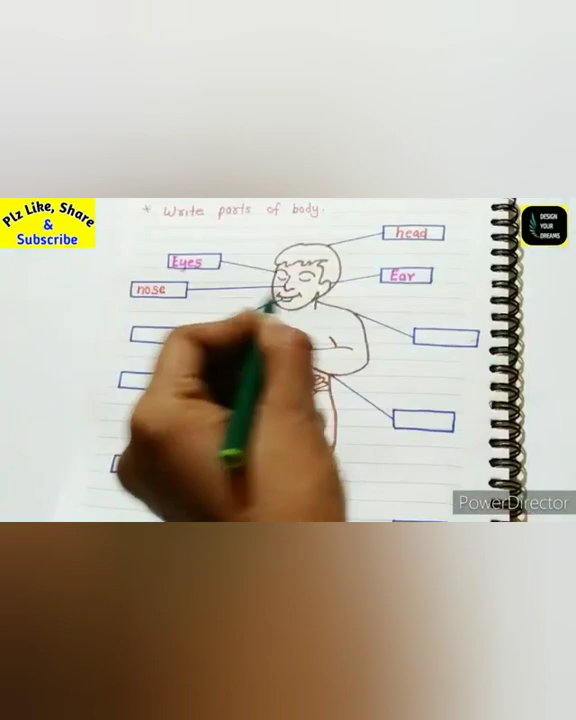 Plz Like, Share
&
Subscribe
DESIGN
YOUR
DREAMS
* Write parts of body.
head
Eyes
Ear
nose
PowerDirector